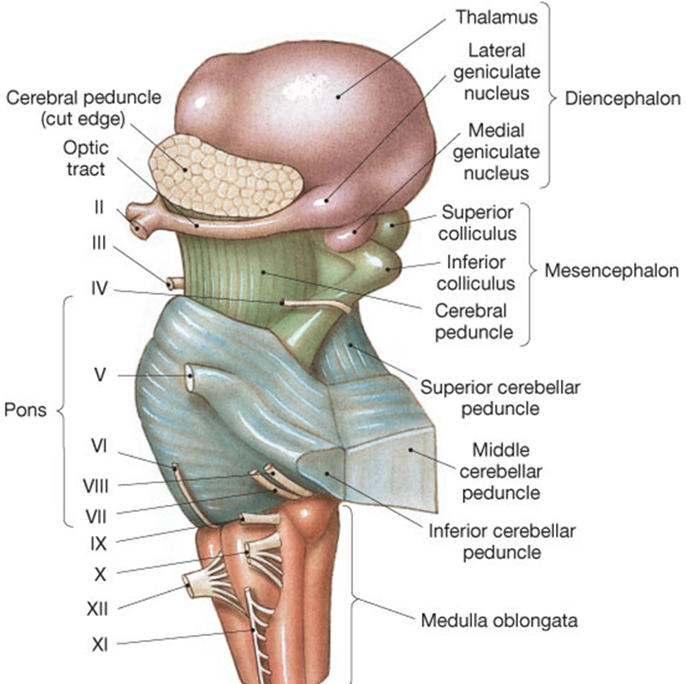 Thalamus
Lateral
geniculate
nucleus
Diencephalon
Medial
geniculate
nucleus
Cerebral peduncle
(cut edge)
Optic
tract
II
III
IV
Superior
colliculus
Inferior
colliculus
Mesencephalon
Cerebral
peduncle
Pons
V
VI
VIII
VII
IX
X
XII
XI
Superior cerebellar
peduncle
Middle
cerebellar
peduncle
Inferior cerebellar
peduncle
Medulla oblongata